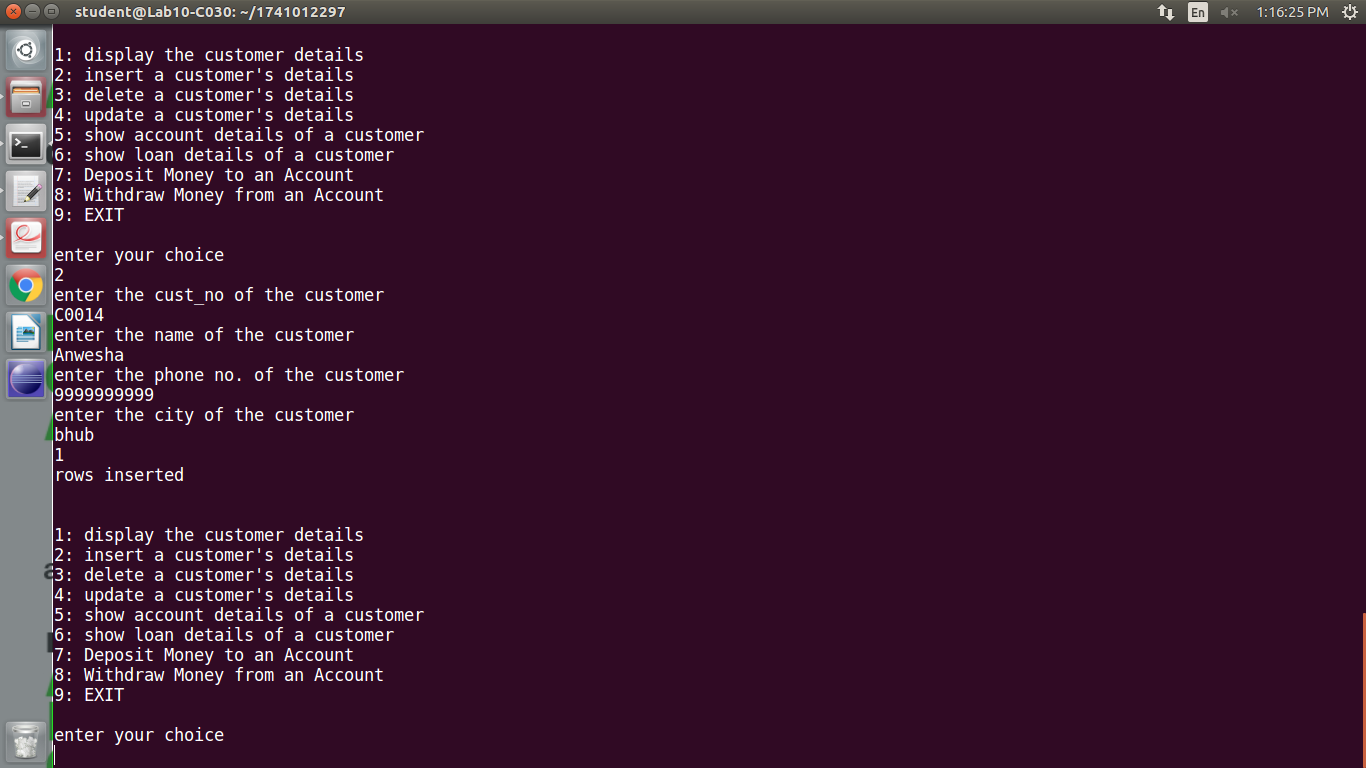 student@Lab10-C030: ~/1741012297
En
1:16:25 PM
1: display the customer details
2: insert a customer's details
3: delete a customer's details
4: update a customer's details
5: show account details of a customer
6: show loan details of a customer
7: Deposit Money to an Account
8: Withdraw Money from an Account
9: EXIT
enter your choice
2
enter the cust_no of the customer
C0014
enter the name of the customer
Anwesha
enter the phone no. of the customer
9999999999
enter the city of the customer
bhub
1
rows inserted
1: display the customer details
2: insert a customer's details
3: delete a customer's details
4: update a customer's details
5: show account details of a customer
6: show loan details of a customer
7: Deposit Money to an Account
8: Withdraw Money from an Account
9: EXIT
enter your choice